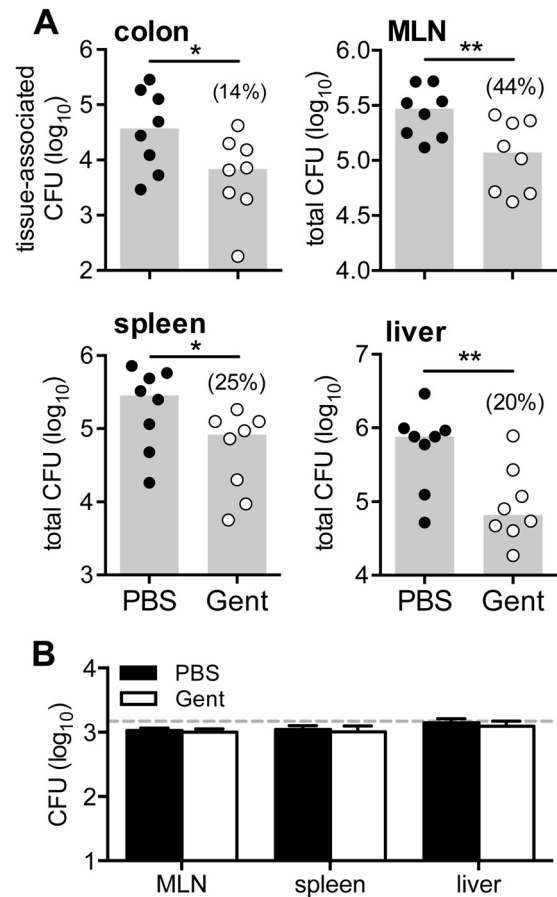 A
colon
*
(14%)
tissue-associated
CFU (log10)
6
5
4
3
2
MLN
**
(44%)
total CFU (log10)
6.0
5.5
5.0
4.5
4.0
spleen
*
(25%)
total CFU (log10)
6
5
4
3
PBS Gent
liver
**
(20%)
total CFU (log10)
7
6
5
4
PBS Gent
B
PBS
Gent
CFU (log10)
4
3
2
1
MLN spleen liver